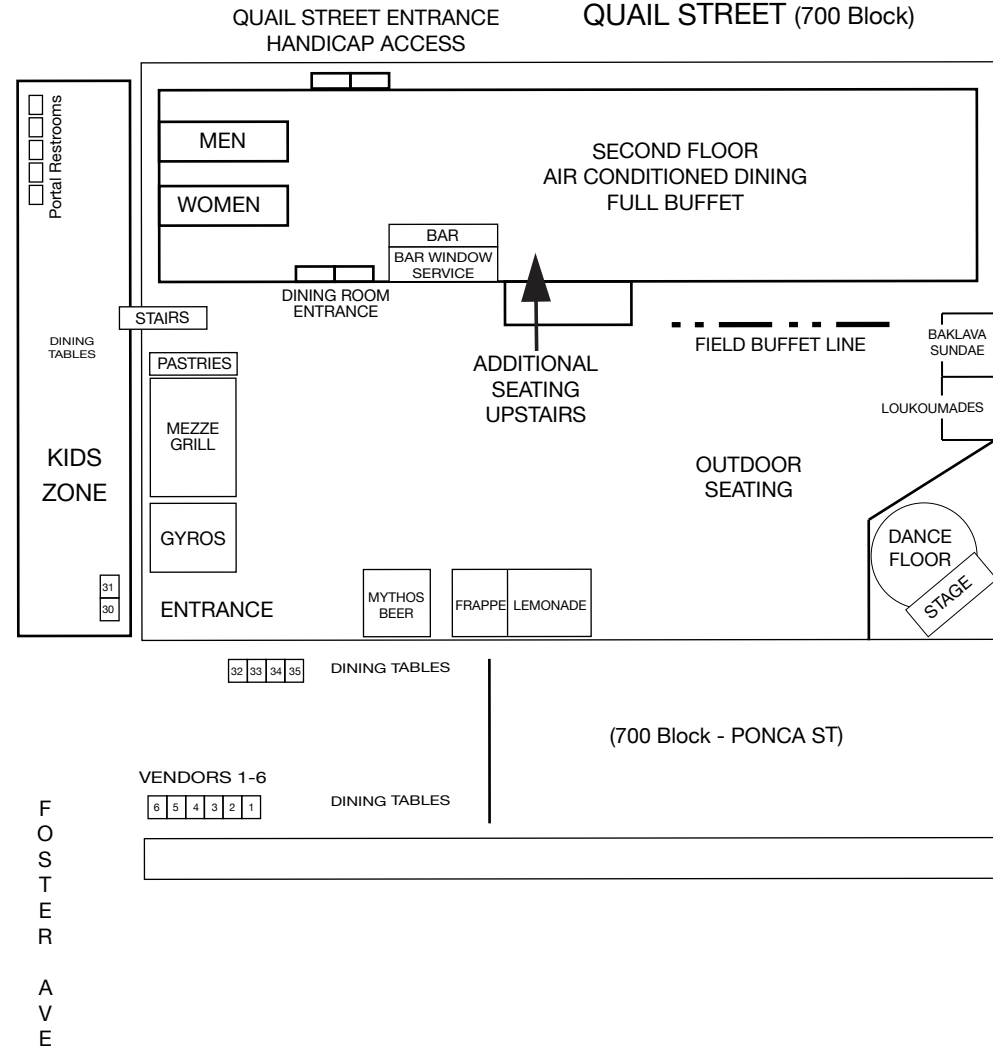 QUAIL STREET ENTRANCE
HANDICAP ACCESS
QUAIL STREET (700 Block)
Portal Restrooms
MEN
WOMEN
SECOND FLOOR
AIR CONDITIONED DINING
FULL BUFFET
BAR
BAR WINDOW
SERVICE
DINING ROOM
ENTRANCE
STAIRS
DINING
TABLES
PASTRIES
ADDITIONAL
SEATING
UPSTAIRS
FIELD BUFFET LINE
BAKLAVA
SUNDAE
LOUKOUMADES
MEZZE
GRILL
KIDS
ZONE
OUTDOOR
SEATING
GYROS
DANCE
FLOOR
STAGE
31
30
ENTRANCE
MYTHOS
BEER
FRAPPE
LEMONADE
32 33 34 35
DINING TABLES
(700 Block - PONCA ST)
VENDORS 1-6
6 5 4 3 2 1
DINING TABLES
F
O
S
T
E
R
A
V
E